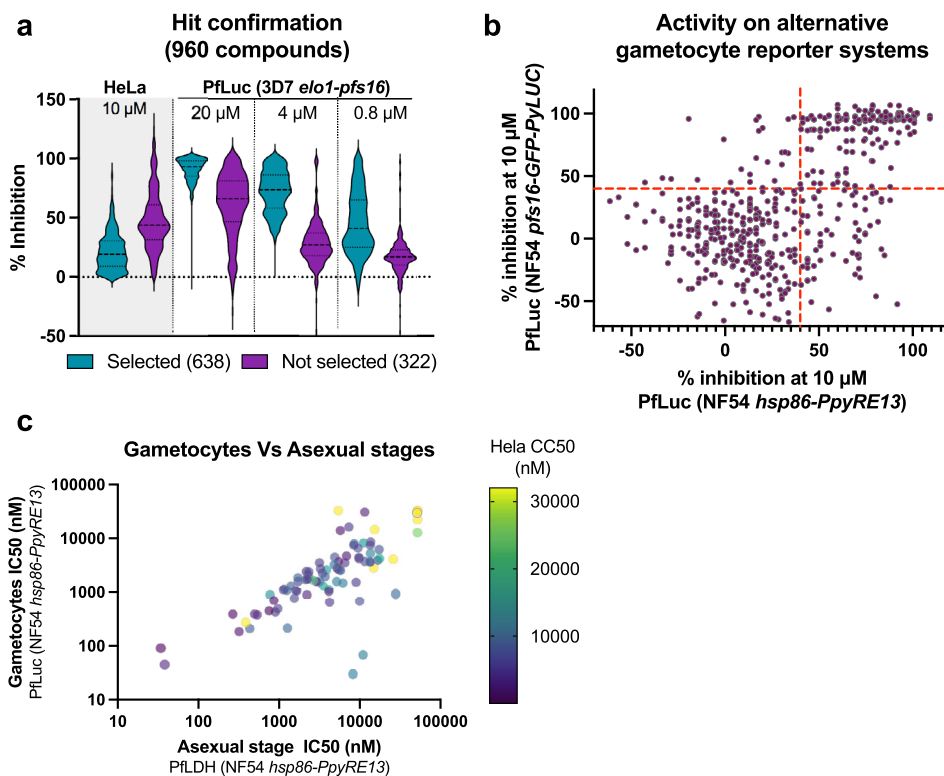 a
Hit confirmation
(960 compounds)
HeLa
PfLuc (3D7 elo1-pfs16)
10 µM
20 µM
4 µM
0.8 µM
% Inhibition
150
100
50
0
-50
Selected (638)
Not selected (322)
b
Activity on alternative
gametocyte reporter systems
% inhibition at 10 µM
PfLuc (NF54 pfs16-GFP-PyLUC)
100
50
0
-50
-50
0
50
100
% inhibition at 10 µM
PfLuc (NF54 hsp86-PpyRE13)
c
Gametocytes Vs Asexual stages
Gametocytes IC50 (nM)
PfLuc (NF54 hsp86-PpyRE13)
100000
10000
1000
100
10
10
100
1000
10000
100000
Asexual stage IC50 (nM)
PfLDH (NF54 hsp86-PpyRE13)
Hela CC50
(nM)
30000
20000
10000